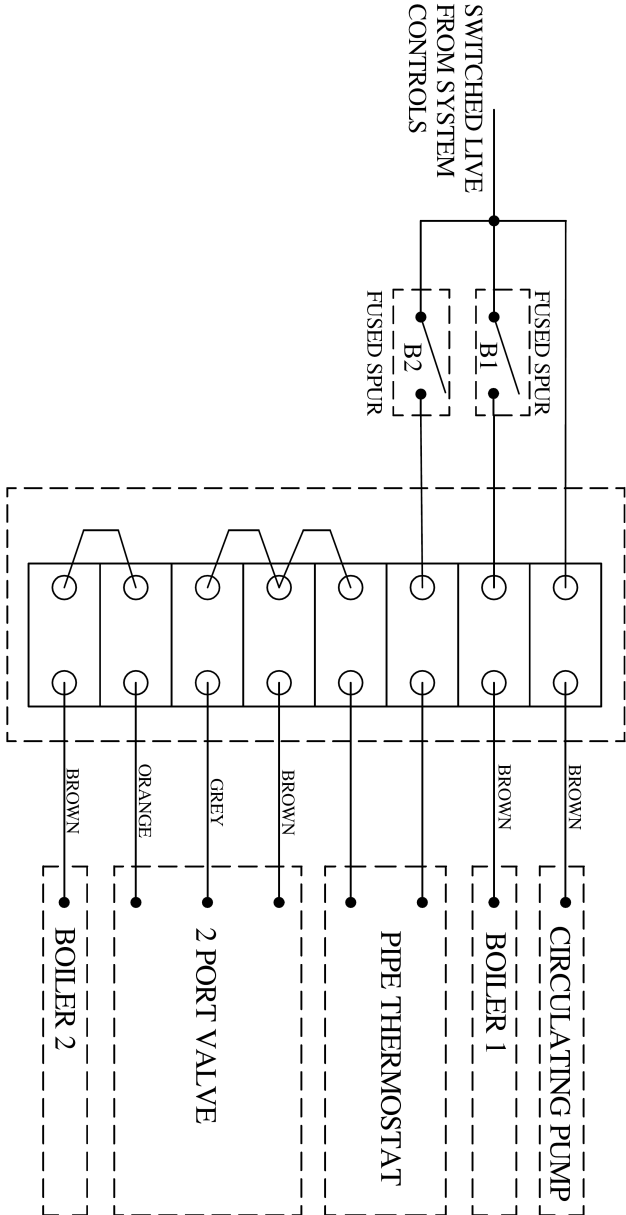 SWITCHED LIVE
FROM SYSTEM
CONTROLS
FUSED SPUR
B1
B2
FUSED SPUR
BROWN
CIRCULATING PUMP
BROWN
BOILER 1
PIPE THERMOSTAT
BROWN
GREY
ORANGE
2 PORT VALVE
BROWN
BOILER 2